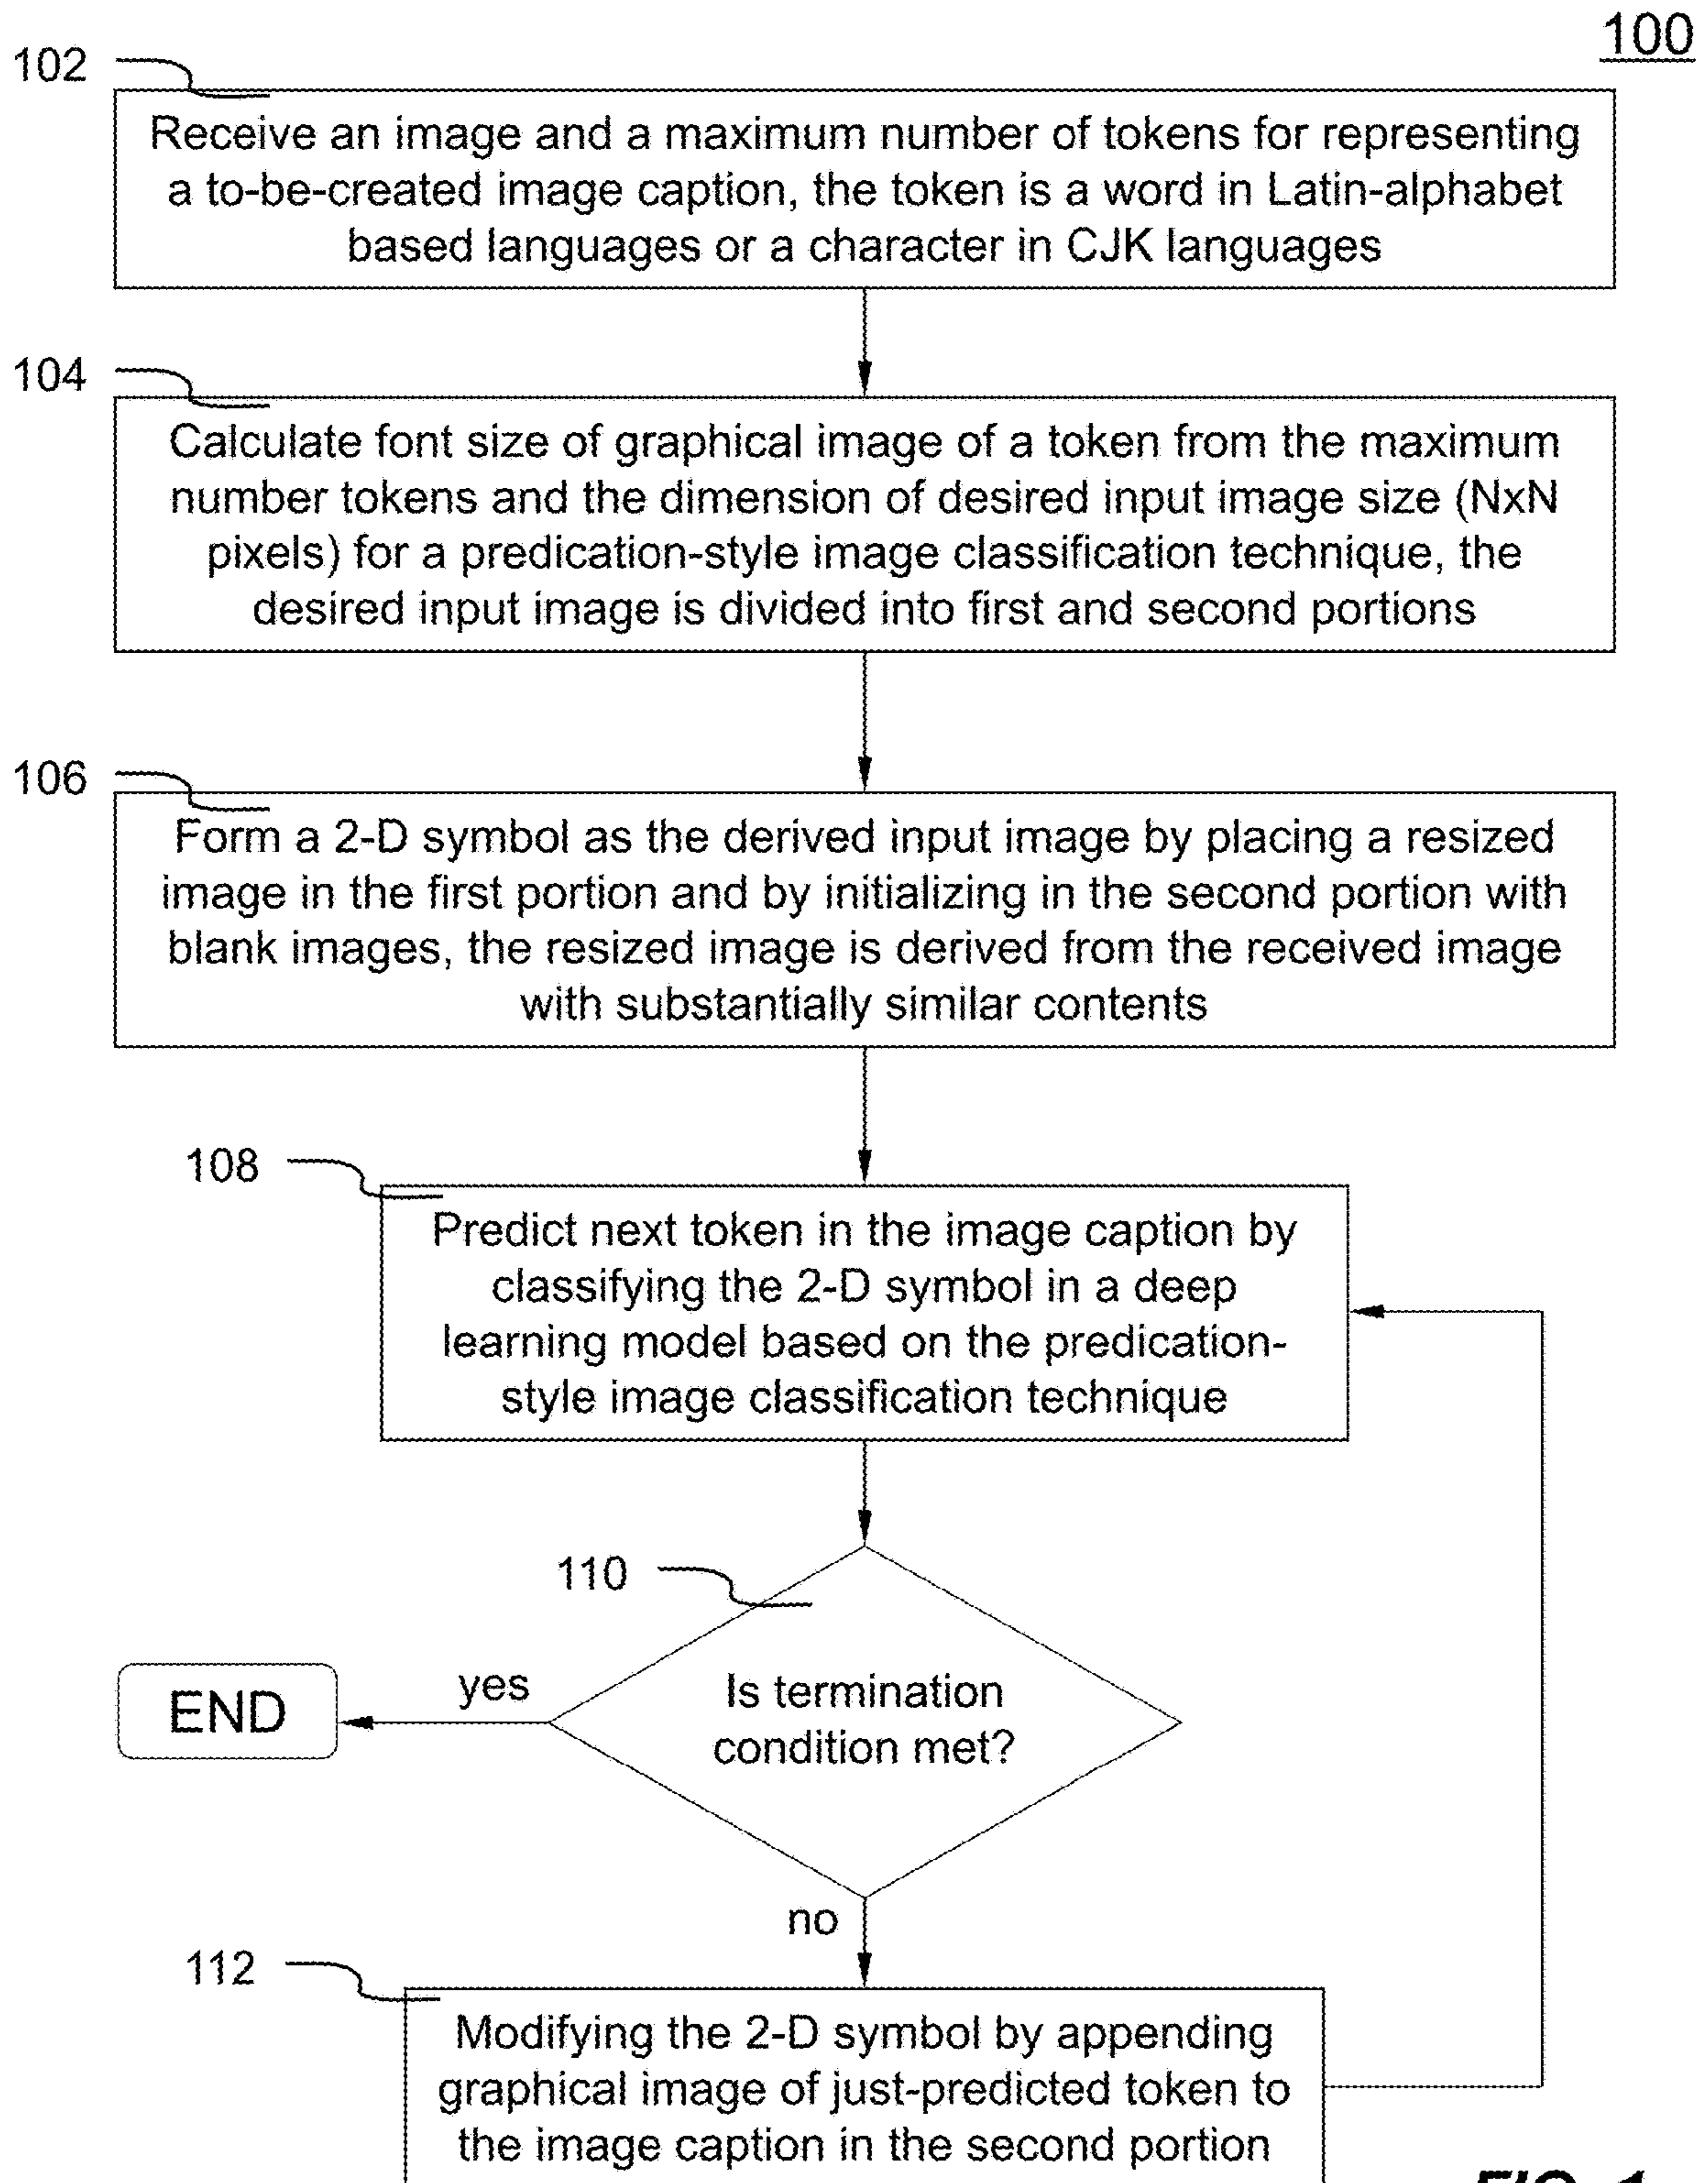 100
102
Receive an image and a maximum number of tokens for representing
a to-be-created image caption, the token is a word in Latin-alphabet
based languages or a character in CJK languages
104
Calculate font size of graphical image of a token from the maximum
number tokens and the dimension of desired input image size (NxN
pixels) for a predication-style image classification technique, the
desired input image is divided into first and second portions
106
Form a 2-D symbol as the derived input image by placing a resized
image in the first portion and by initializing in the second portion with
blank images, the resized image is derived from the received image
with substantially similar contents
108
Predict next token in the image caption by
classifying the 2-D symbol in a deep
learning model based on the predication-
style image classification technique
110
Is termination
condition met?
yes
END
no
112
Modifying the 2-D symbol by appending
graphical image of just-predicted token to
the image caption in the second portion
FIG. 1